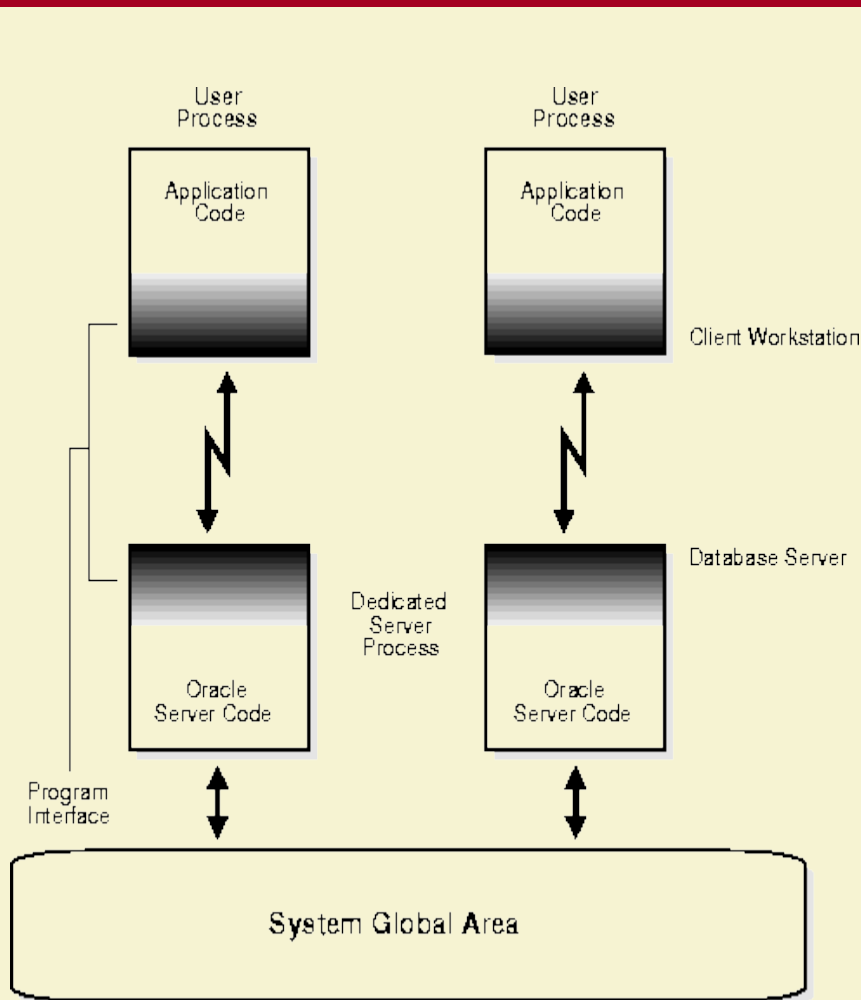 User
Process
User
Process
Application
Code
Application
Code
Client Workstation
Database Server
Dedicated
Server
Process
Oracle
Server Code
Oracle
Server Code
Program
Interface
System Global Area